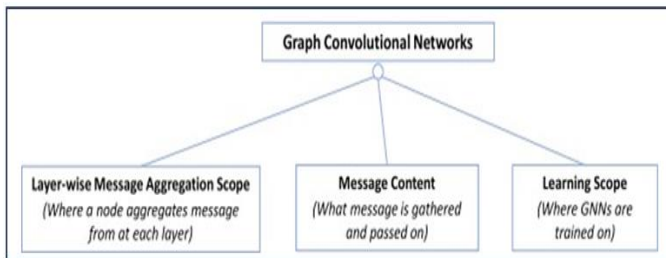 Graph Convolutional Networks
Layer-wise Message Aggregation Scope
(Where a node aggregates message
from at each layer)
Message Content
(What message is gathered
and passed on)
Learning Scope
(Where GNNs are
trained on)